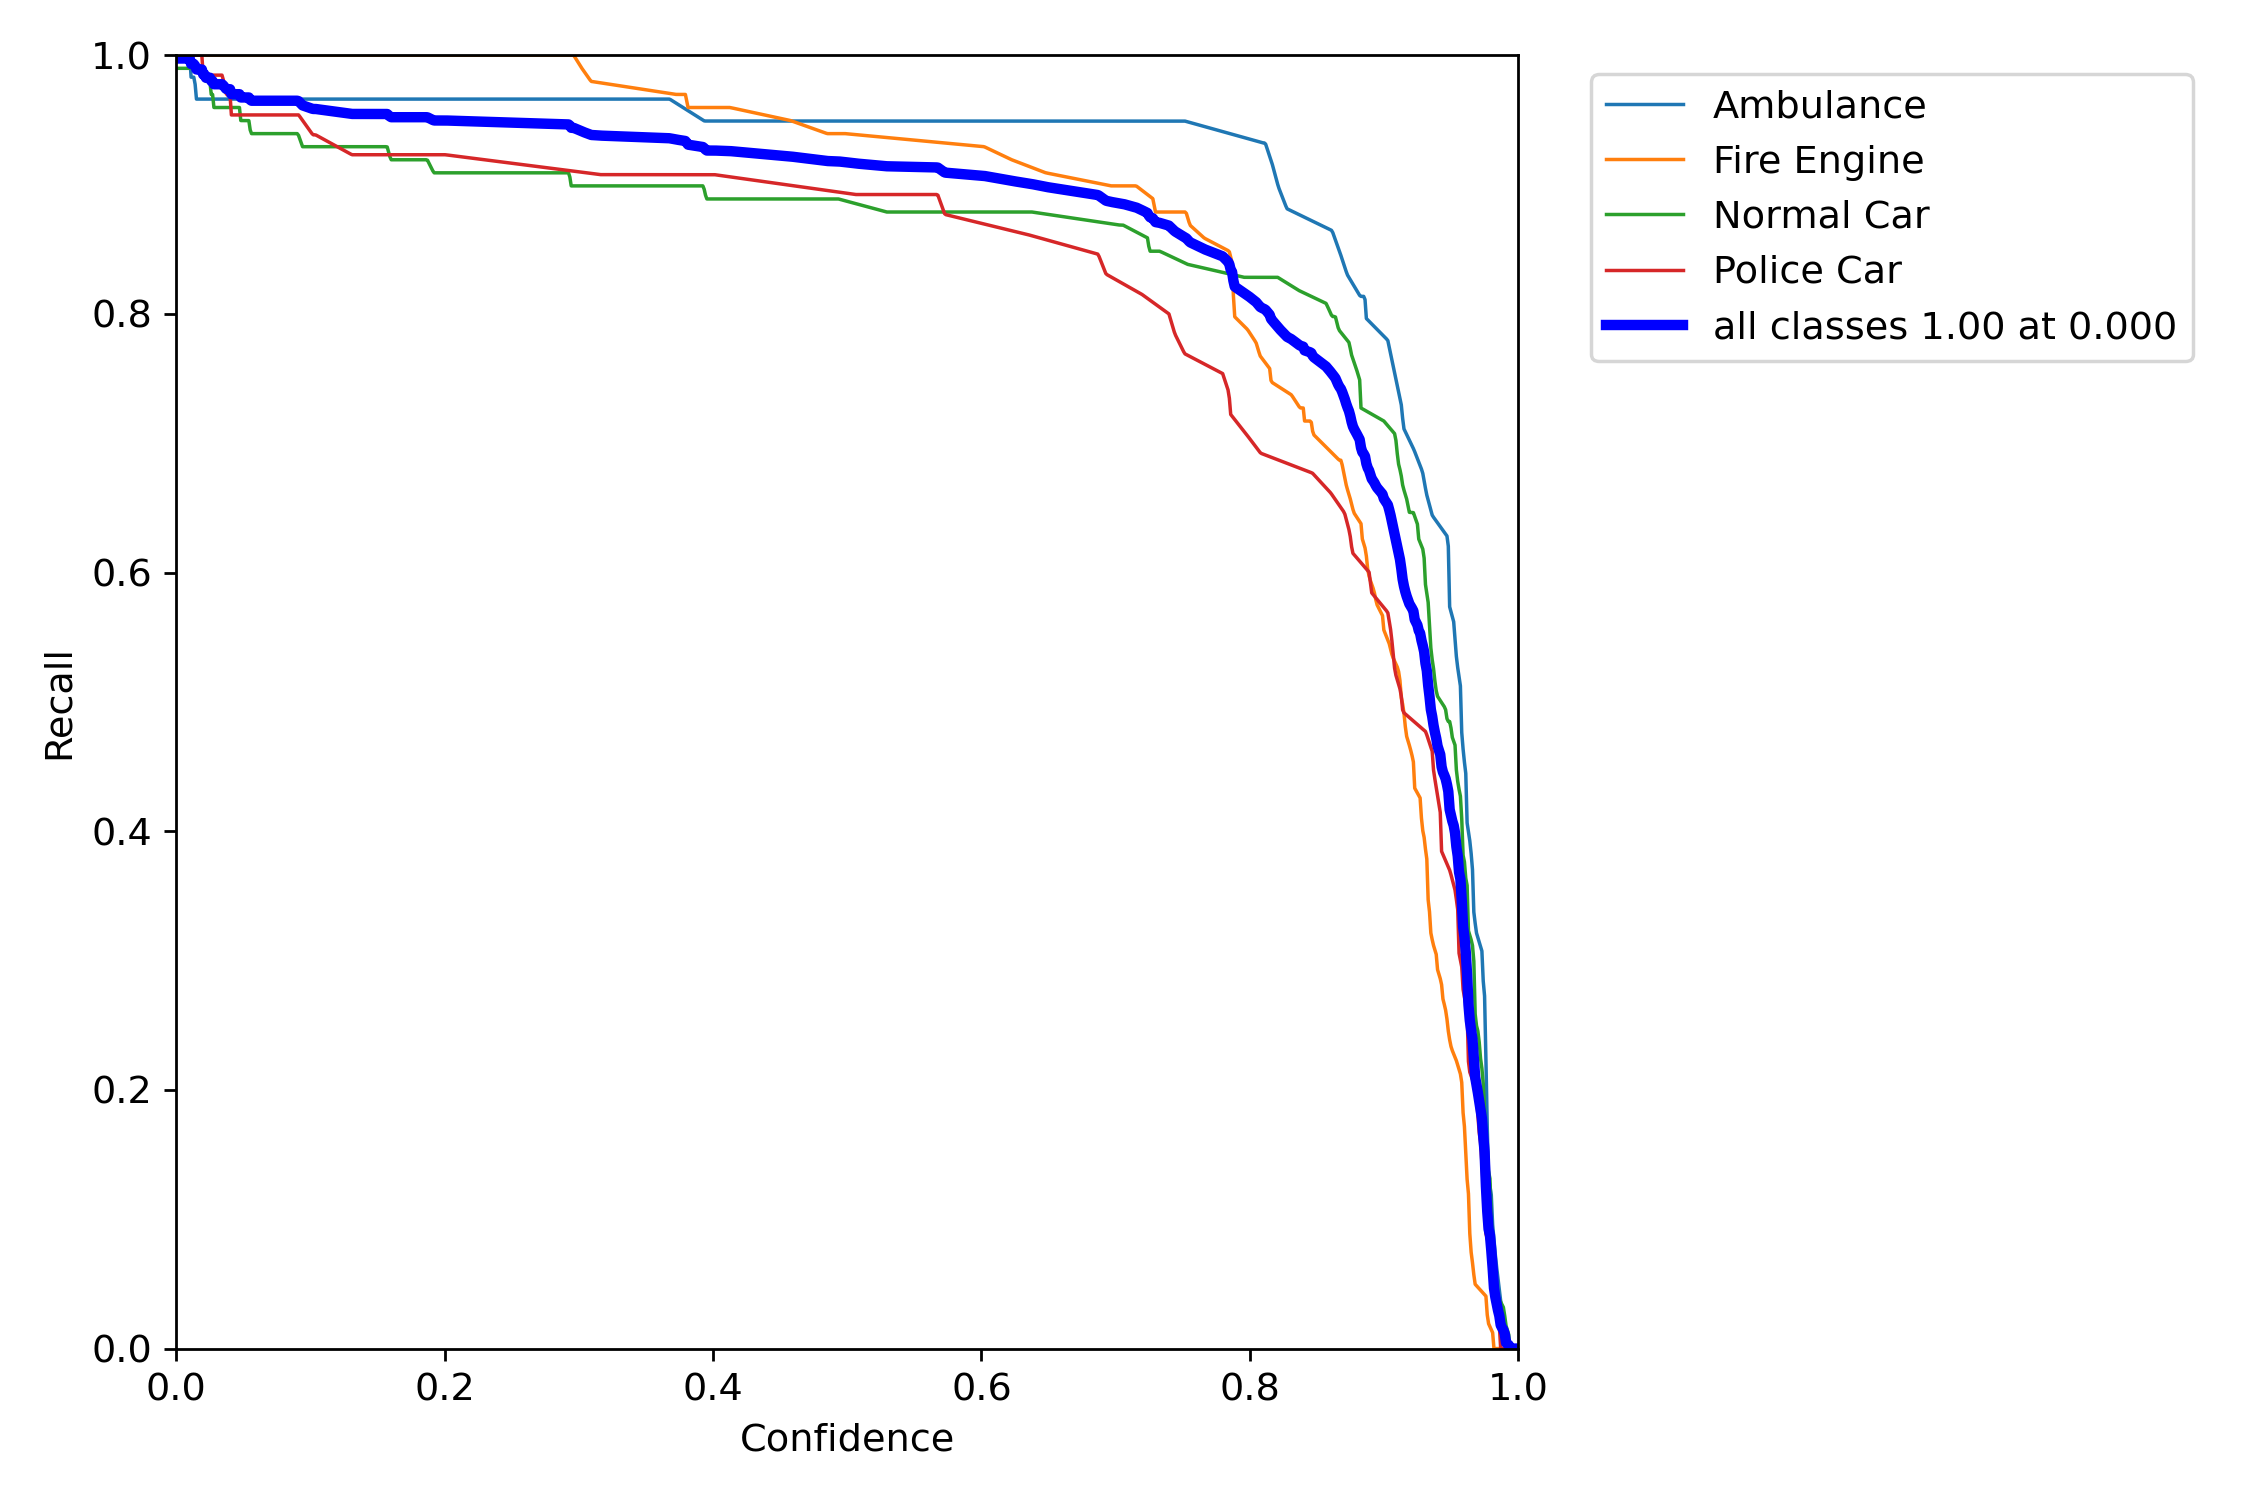 1.0
0.8
0.6
0.4
0.2
0.0
Recall
0.0 0.2 0.4 0.6 0.8 1.0
Confidence
Ambulance
Fire Engine
Normal Car
Police Car
all classes 1.00 at 0.000